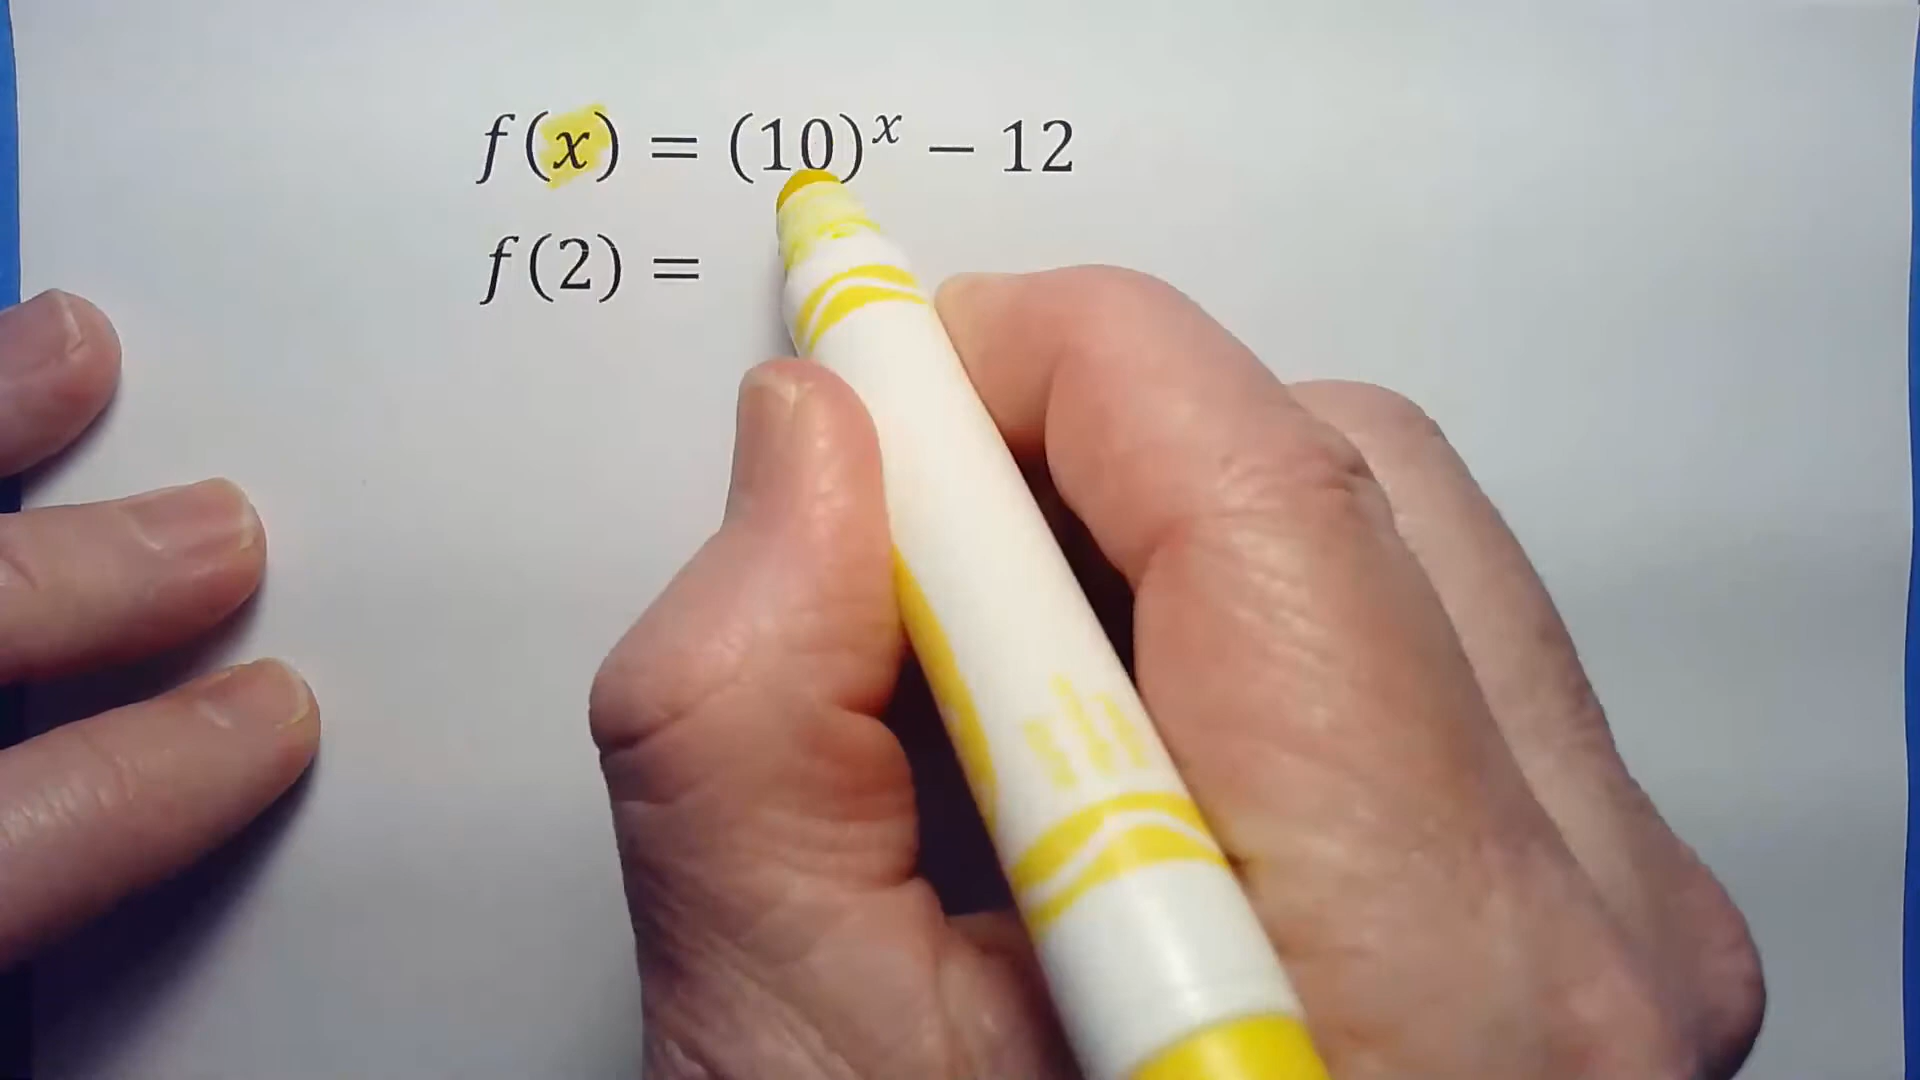 f(x) = (10)ˣ − 12
f(2) =